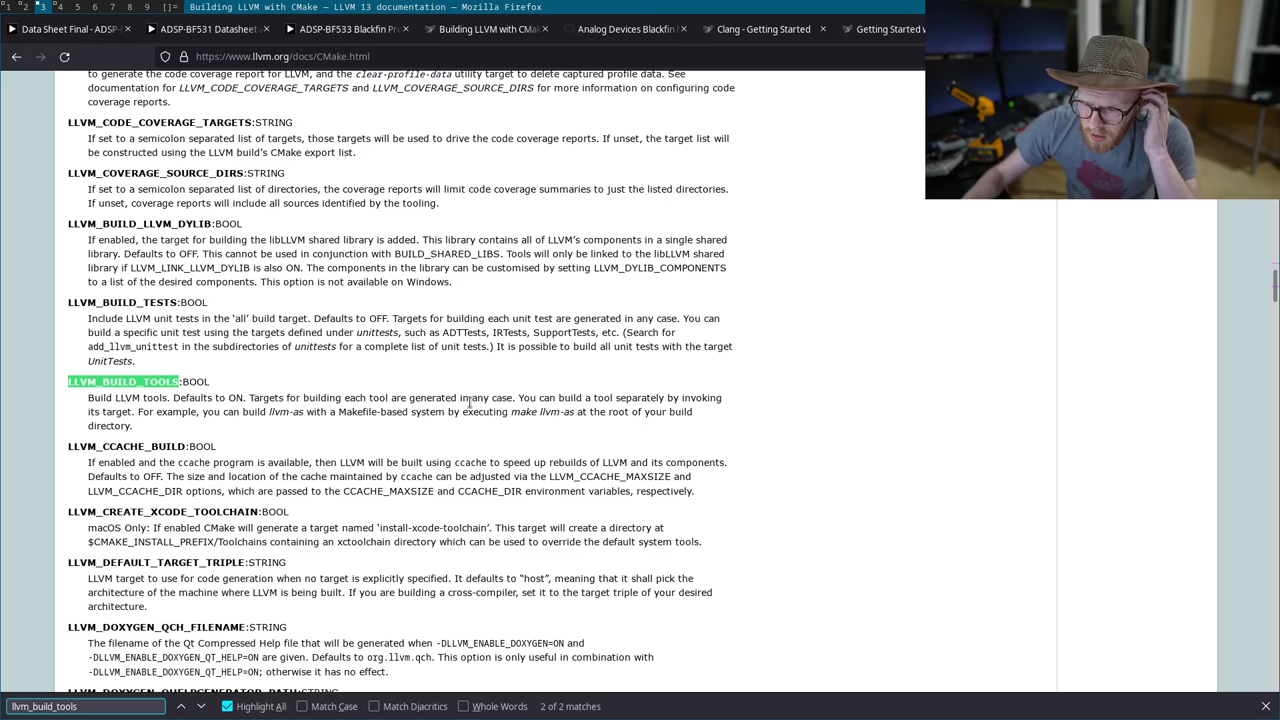 1 2 3 4 5 6 7 8 9 []= Building LLVM with CMake — LLVM 13 documentation — Mozilla Firefox
Data Sheet Final - ADSP- ADSP-BF531 Datasheet ADSP-BF533 Blackfin Pro Building LLVM with CMa Analog Devices Blackfin Clang - Getting Started Getting Started
https://www.llvm.org/docs/CMake.html
to generate the code coverage report for LLVM, and the clear-profile-data utility target to delete captured profile data. See
documentation for LLVM_CODE_COVERAGE_TARGETS and LLVM_COVERAGE_SOURCE_DIRS for more information on configuring code
coverage reports.
LLVM_CODE_COVERAGE_TARGETS:STRING
If set to a semicolon separated list of targets, those targets will be used to drive the code coverage reports. If unset, the target list will
be constructed using the LLVM build's CMake export list.
LLVM_COVERAGE_SOURCE_DIRS:STRING
If set to a semicolon separated list of directories, the coverage reports will limit code coverage summaries to just the listed directories.
If unset, coverage reports will include all sources identified by the tooling.
LLVM_BUILD_LLVM_DYLIB:BOOL
If enabled, the target for building the libLLVM shared library is added. This library contains all of LLVM's components in a single shared
library. Defaults to OFF. This cannot be used in conjunction with BUILD_SHARED_LIBS. Tools will only be linked to the libLLVM shared
library if LLVM_LINK_LLVM_DYLIB is also ON. The components in the library can be customised by setting LLVM_DYLIB_COMPONENTS
to a list of the desired components. This option is not available on Windows.
LLVM_BUILD_TESTS:BOOL
Include LLVM unit tests in the 'all' build target. Defaults to OFF. Targets for building each unit test are generated in any case. You can
build a specific unit test using the targets defined under unittests, such as ADTTests, IRTests, SupportTests, etc. (Search for
add_llvm_unittest in the subdirectories of unittests for a complete list of unit tests.) It is possible to build all unit tests with the target
UnitTests.
LLVM_BUILD_TOOLS:BOOL
Build LLVM tools. Defaults to ON. Targets for building each tool are generated in any case. You can build a tool separately by invoking
its target. For example, you can build llvm-as with a Makefile-based system by executing make llvm-as at the root of your build
directory.
LLVM_CCACHE_BUILD:BOOL
If enabled and the ccache program is available, then LLVM will be built using ccache to speed up rebuilds of LLVM and its components.
Defaults to OFF. The size and location of the cache maintained by ccache can be adjusted via the LLVM_CCACHE_MAXSIZE and
LLVM_CCACHE_DIR options, which are passed to the CCACHE_MAXSIZE and CCACHE_DIR environment variables, respectively.
LLVM_CREATE_XCODE_TOOLCHAIN:BOOL
macOS Only: If enabled CMake will generate a target named 'install-xcode-toolchain'. This target will create a directory at
$CMAKE_INSTALL_PREFIX/Toolchains containing an xctoolchain directory which can be used to override the default system tools.
LLVM_DEFAULT_TARGET_TRIPLE:STRING
LLVM target to use for code generation when no target is explicitly specified. It defaults to "host", meaning that it shall pick the
architecture of the machine where LLVM is being built. If you are building a cross-compiler, set it to the target triple of your desired
architecture.
LLVM_DOXYGEN_QCH_FILENAME:STRING
The filename of the Qt Compressed Help file that will be generated when -DLLVM_ENABLE_DOXYGEN=ON and
-DLLVM_ENABLE_DOXYGEN_QT_HELP=ON are given. Defaults to org.llvm.qch. This option is only useful in combination with
-DLLVM_ENABLE_DOXYGEN_QT_HELP=ON; otherwise it has no effect.
LLVM_DOXYGEN_QHELPGENERATOR_PATH:STRING
llvm_build_tools Highlight All Match Case Match Diacritics Whole Words 2 of 2 matches